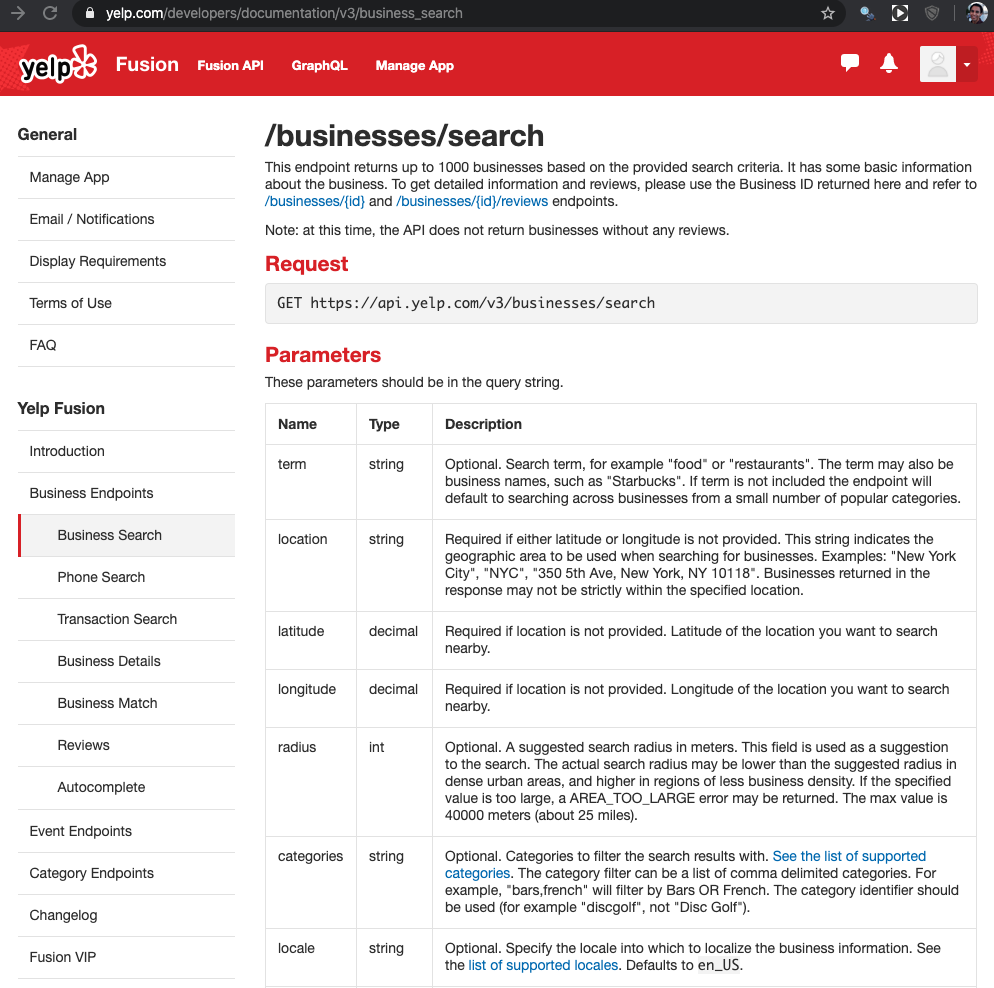 yelp.com/developers/documentation/v3/business_search
yelp Fusion Fusion API GraphQL Manage App
General
Manage App
Email / Notifications
Display Requirements
Terms of Use
FAQ
Yelp Fusion
Introduction
Business Endpoints
Business Search
Phone Search
Transaction Search
Business Details
Business Match
Reviews
Autocomplete
Event Endpoints
Category Endpoints
Changelog
Fusion VIP
/businesses/search
This endpoint returns up to 1000 businesses based on the provided search criteria. It has some basic information
about the business. To get detailed information and reviews, please use the Business ID returned here and refer to
/businesses/{id} and /businesses/{id}/reviews endpoints.
Note: at this time, the API does not return businesses without any reviews.
Request
GET https://api.yelp.com/v3/businesses/search
Parameters
These parameters should be in the query string.
Name Type Description
term string Optional. Search term, for example "food" or "restaurants". The term may also be
business names, such as "Starbucks". If term is not included the endpoint will
default to searching across businesses from a small number of popular categories.
location string Required if either latitude or longitude is not provided. This string indicates the
geographic area to be used when searching for businesses. Examples: "New York
City", "NYC", "350 5th Ave, New York, NY 10118". Businesses returned in the
response may not be strictly within the specified location.
latitude decimal Required if location is not provided. Latitude of the location you want to search
nearby.
longitude decimal Required if location is not provided. Longitude of the location you want to search
nearby.
radius int Optional. A suggested search radius in meters. This field is used as a suggestion
to the search. The actual search radius may be lower than the suggested radius in
dense urban areas, and higher in regions of less business density. If the specified
value is too large, a AREA_TOO_LARGE error may be returned. The max value is
40000 meters (about 25 miles).
categories string Optional. Categories to filter the search results with. See the list of supported
categories. The category filter can be a list of comma delimited categories. For
example, "bars,french" will filter by Bars OR French. The category identifier should
be used (for example "discgolf", not "Disc Golf").
locale string Optional. Specify the locale into which to localize the business information. See
the list of supported locales. Defaults to en_US.